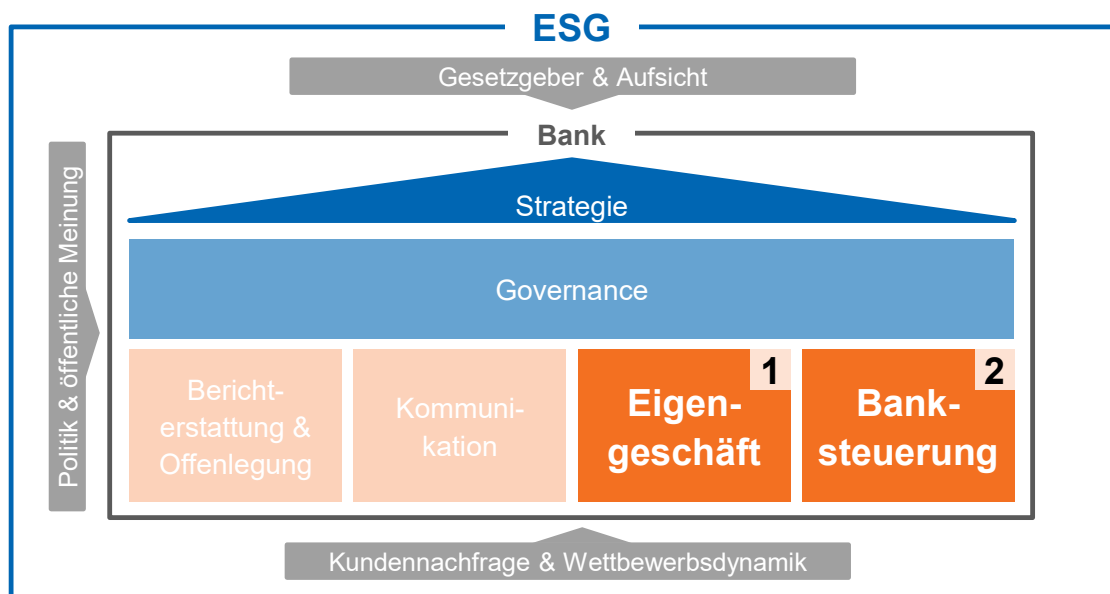 ESG
Gesetzgeber & Aufsicht
Bank
Politik & öffentliche Meinung
Strategie
Governance
Bericht-
erstattung &
Offenlegung
Kommuni-
kation
1
Eigen-
geschäft
2
Bank-
steuerung
Kundennachfrage & Wettbewerbsdynamik